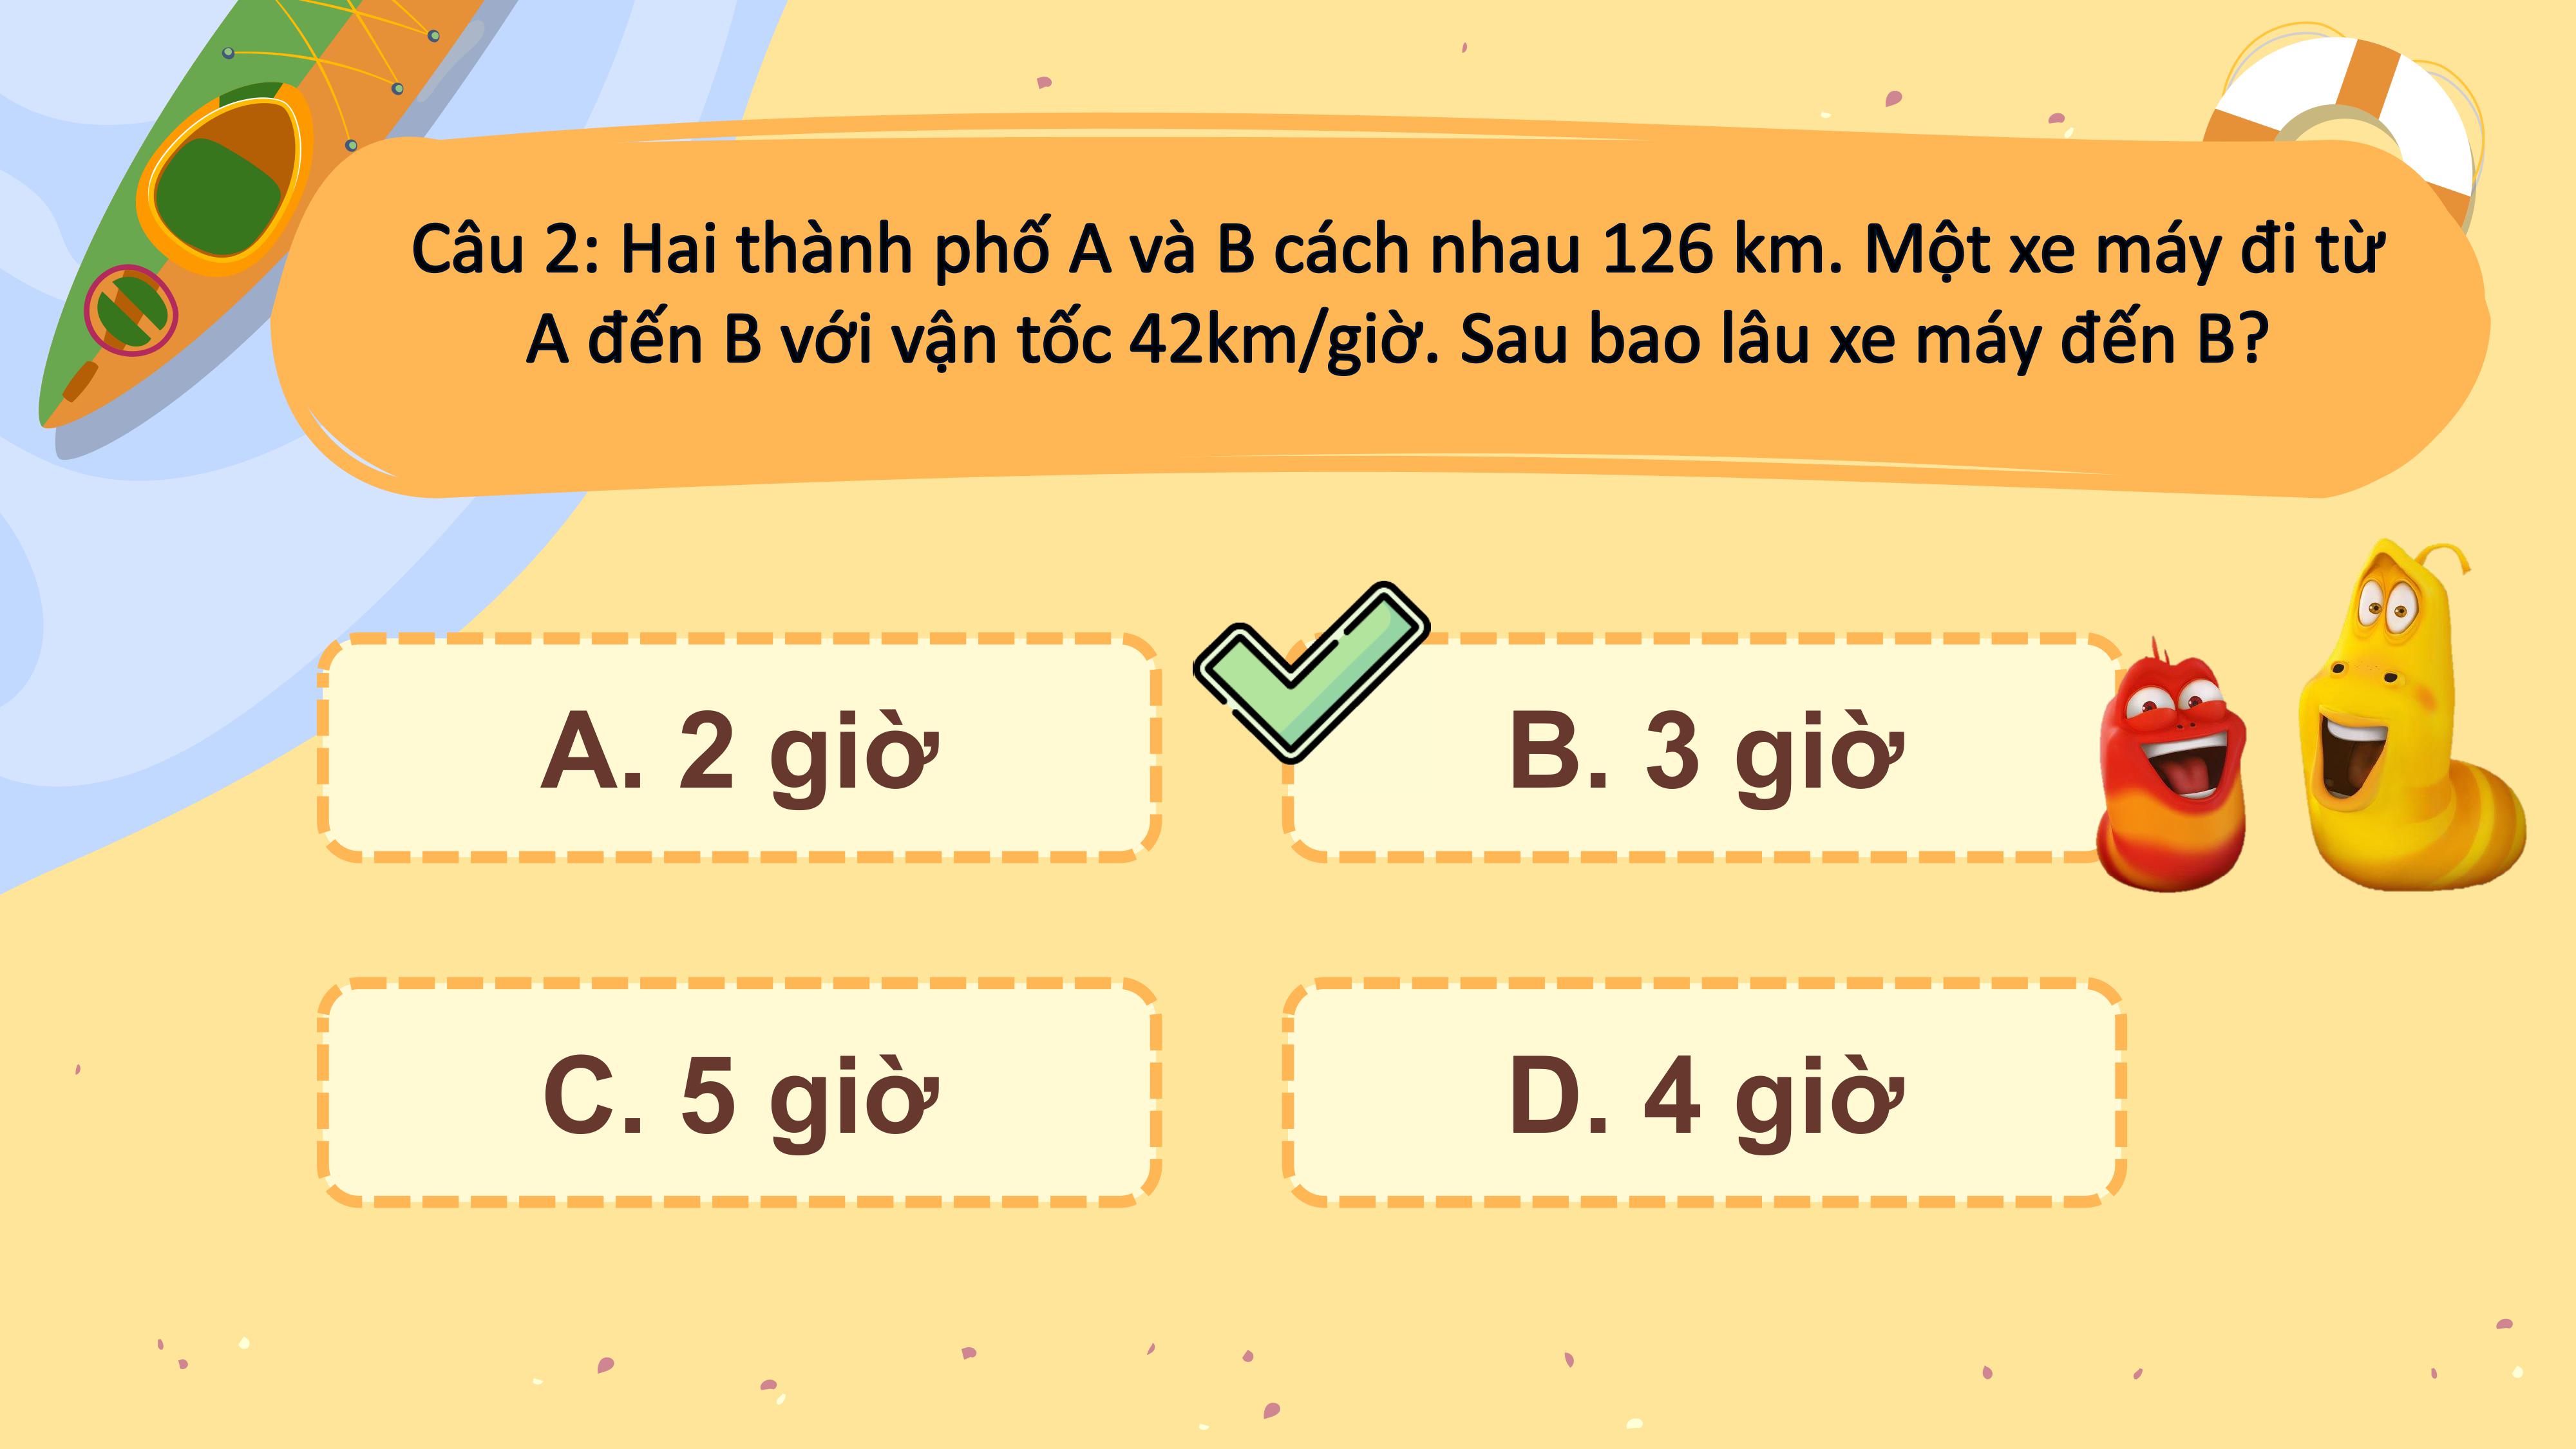 Câu 2: Hai thành phố A và B cách nhau 126 km. Một xe máy đi từ
A đến B với vận tốc 42km/giờ. Sau bao lâu xe máy đến B?
A. 2 giờ
B. 3 giờ
C. 5 giờ
D. 4 giờ